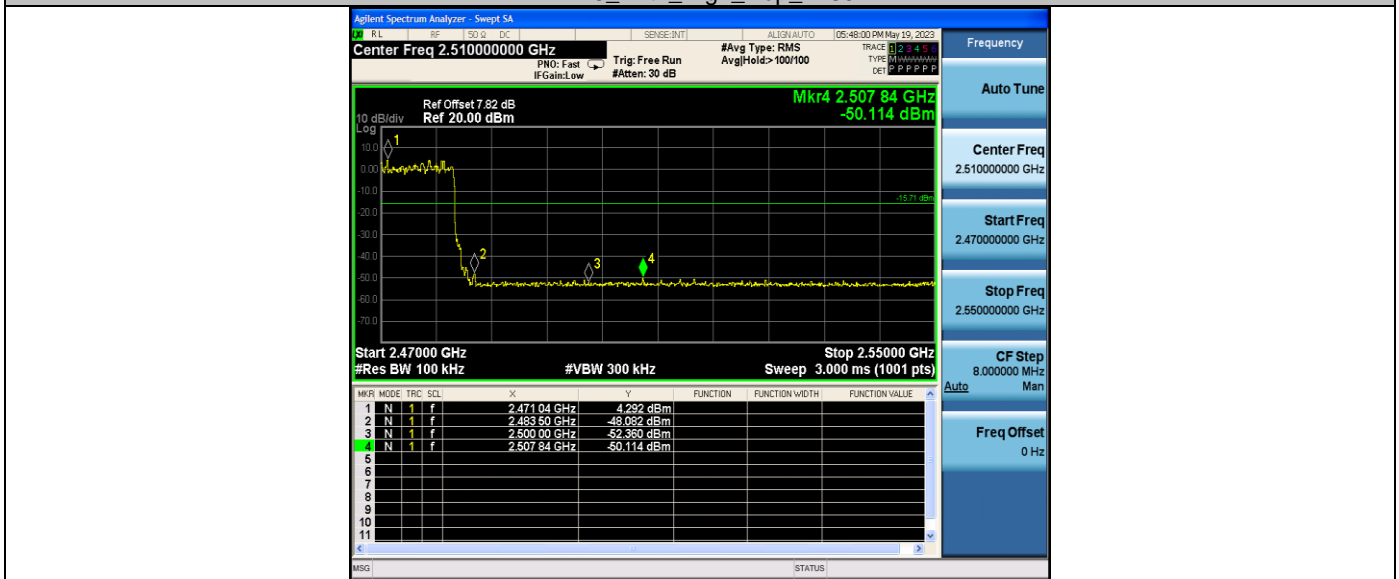 Agilent Spectrum Analyzer - Swept SA
RL RF 50 Ω DC SENSE:INT ALIGN AUTO 05:48:00 PM May 19, 2023
Center Freq 2.510000000 GHz
PNO: Fast
IFGain:Low
Trig: Free Run
#Atten: 30 dB
#Avg Type: RMS
Avg|Hold:>100/100
TRACE 1 2 3 4 5 6
TYPE M
DET P P P P P P
Frequency
Auto Tune
Center Freq
2.510000000 GHz
Start Freq
2.470000000 GHz
Stop Freq
2.550000000 GHz
CF Step
8.000000 MHz
Auto Man
Freq Offset
0 Hz
Mkr4 2.507 84 GHz
-50.114 dBm
Ref Offset 7.82 dB
10 dB/div Ref 20.00 dBm
Log
10.0
0.00
-10.0
-20.0
-30.0
-40.0
-50.0
-60.0
-70.0
1
2
3
4
-15.71 dBm
Start 2.47000 GHz Stop 2.55000 GHz
#Res BW 100 kHz #VBW 300 kHz Sweep 3.000 ms (1001 pts)
MKR MODE TRC SCL X Y FUNCTION FUNCTION WIDTH FUNCTION VALUE
1 N 1 f 2.471 04 GHz 4.292 dBm
2 N 1 f 2.483 50 GHz -48.082 dBm
3 N 1 f 2.500 00 GHz -52.360 dBm
4 N 1 f 2.507 84 GHz -50.114 dBm
5
6
7
8
9
10
11
MSG STATUS